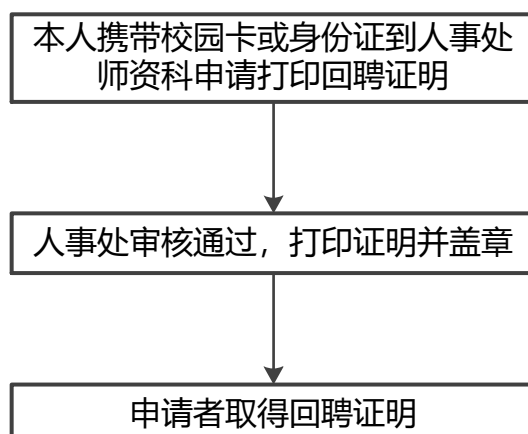 本人携带校园卡或身份证到人事处
师资科申请打印回聘证明
人事处审核通过，打印证明并盖章
申请者取得回聘证明